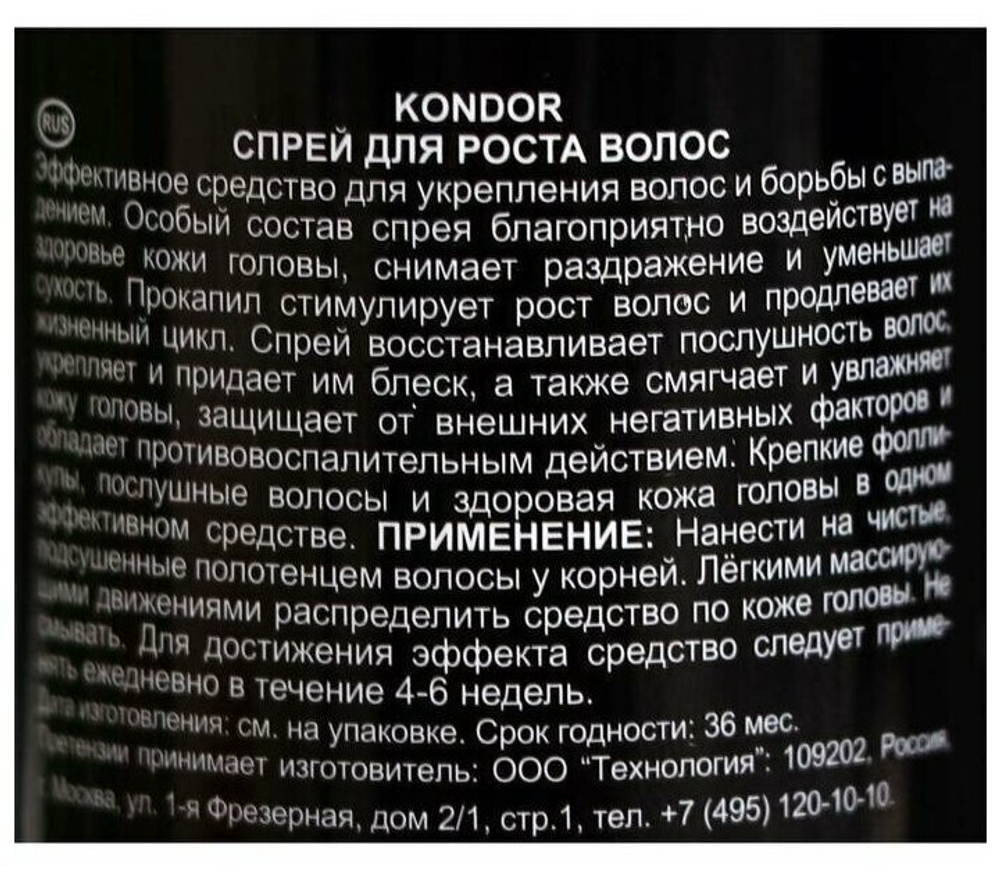 RUS
KONDOR
СПРЕЙ ДЛЯ РОСТА ВОЛОС
Эффективное средство для укрепления волос и борьбы с выпа-
дением. Особый состав спрея благоприятно воздействует на
здоровье кожи головы, снимает раздражение и уменьшает
сухость. Прокапил стимулирует рост волос и продлевает их
жизненный цикл. Спрей восстанавливает послушность волос,
укрепляет и придает им блеск, а также смягчает и увлажняет
кожу головы, защищает от внешних негативных факторов и
обладает противовоспалительным действием. Крепкие фолли-
кулы, послушные волосы и здоровая кожа головы в одном
эффективном средстве. ПРИМЕНЕНИЕ: Нанести на чистые,
подсушенные полотенцем волосы у корней. Лёгкими массирую-
щими движениями распределить средство по коже головы. Не
смывать. Для достижения эффекта средство следует приме-
нять ежедневно в течение 4-6 недель.
Дата изготовления: см. на упаковке. Срок годности: 36 мес.
Претензии принимает изготовитель: ООО “Технология”: 109202, Россия,
г. Москва, ул. 1-я Фрезерная, дом 2/1, стр.1, тел. +7 (495) 120-10-10.